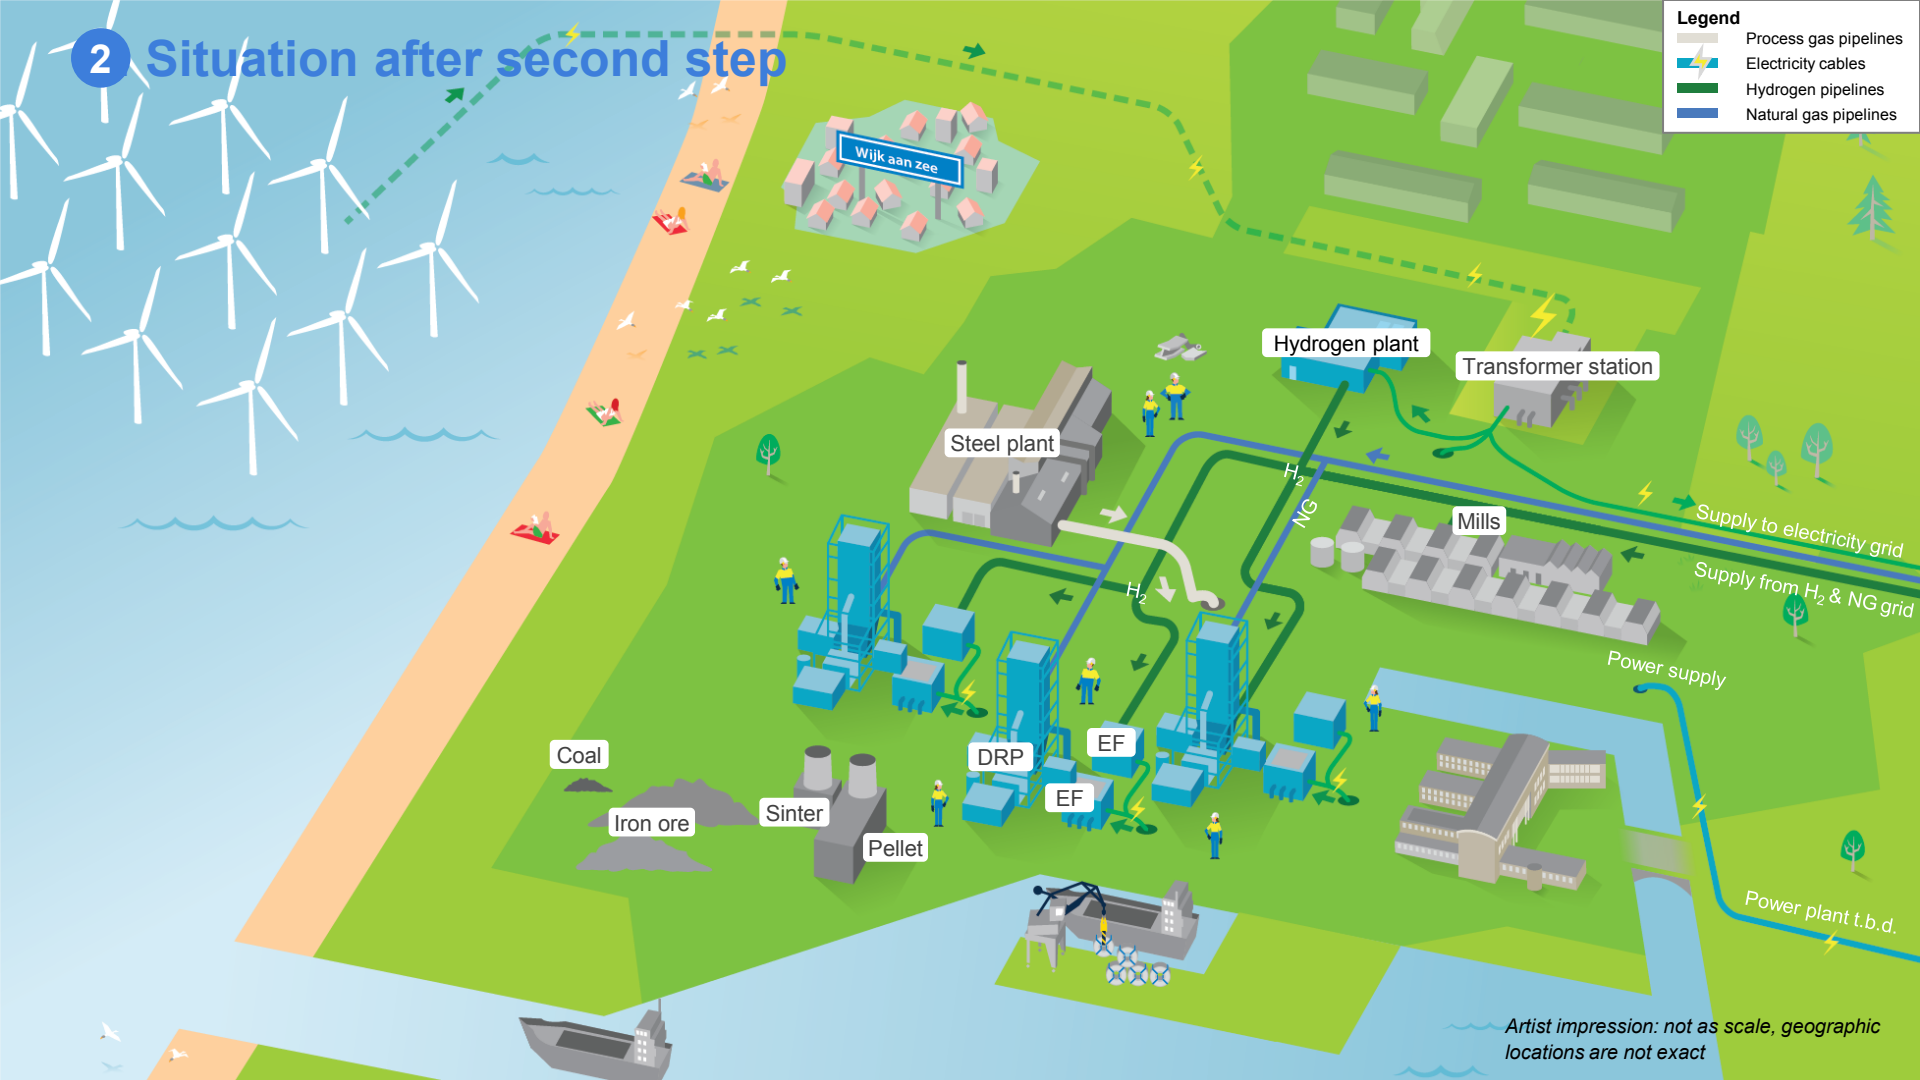 2 Situation after second step
Legend
Process gas pipelines
Electricity cables
Hydrogen pipelines
Natural gas pipelines
Wijk aan zee
Hydrogen plant
Transformer station
Steel plant
H2
NG
Mills
Supply to electricity grid
Supply from H2 & NG grid
H2
Power supply
Coal
DRP
EF
EF
Iron ore
Sinter
Pellet
Power plant t.b.d.
Artist impression: not as scale, geographic
locations are not exact